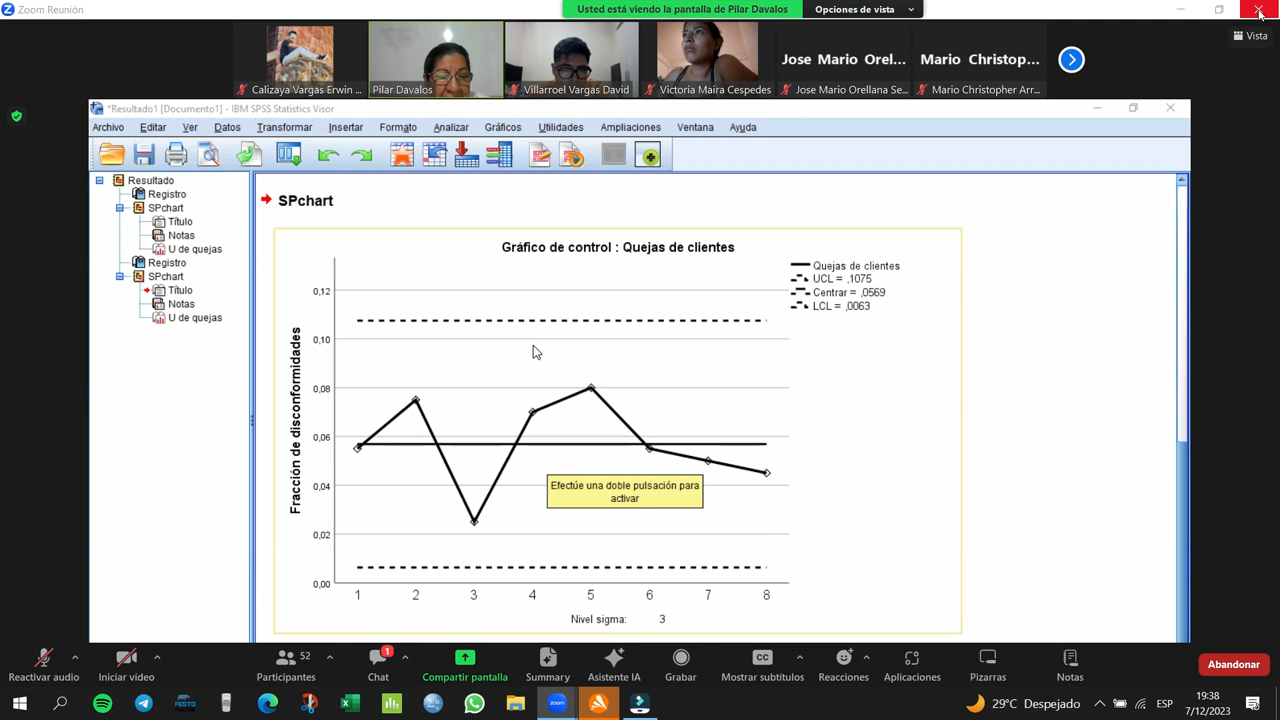 Zoom Reunión
Usted está viendo la pantalla de Pilar Davalos
Opciones de vista
Vista
Jose Mario Orel...
Mario Christoph...
Calizaya Vargas Erwin ...
Pilar Davalos
Villarroel Vargas David
Victoria Maira Cespedes
Jose Mario Orellana Se...
Mario Christopher Arr...
*Resultado1 [Documento1] - IBM SPSS Statistics Visor
Archivo Editar Ver Datos Transformar Insertar Formato Analizar Gráficos Utilidades Ampliaciones Ventana Ayuda
Resultado
Registro
SPchart
Título
Notas
U de quejas
Registro
SPchart
Título
Notas
U de quejas
SPchart
Gráfico de control : Quejas de clientes
Quejas de clientes
UCL = ,1075
Centrar = ,0569
LCL = ,0063
Fracción de disconformidades
0,12
0,10
0,08
0,06
0,04
0,02
0,00
Efectúe una doble pulsación para
activar
1 2 3 4 5 6 7 8
Nivel sigma: 3
Reactivar audio
Iniciar video
52
Participantes
1
Chat
Compartir pantalla
Summary
Asistente IA
Grabar
CC
Mostrar subtítulos
Reacciones
Aplicaciones
Pizarras
Notas
Abandonar
FESTO
zoom
29°C Despejado
ESP
19:38
7/12/2023